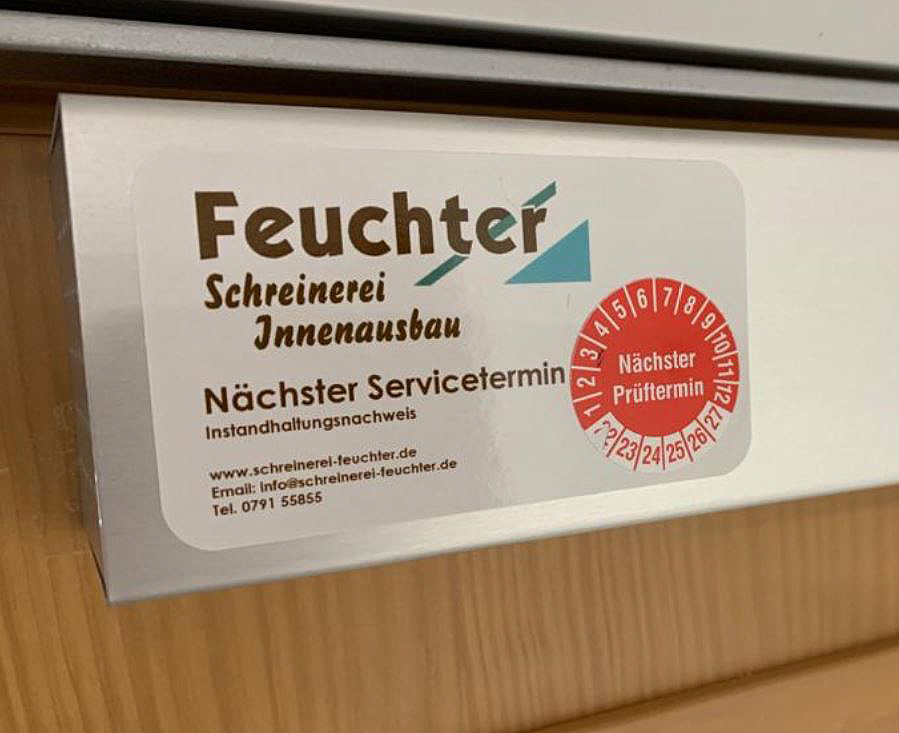 Feuchter
Schreinerei
Innenausbau
Nächster Servicetermin
Instandhaltungsnachweis
www.schreinerei-feuchter.de
Email: info@schreinerei-feuchter.de
Tel. 0791 55855
1 2 3 4 5 6 7 8 9 10 11 12
Nächster
Prüftermin
22 23 24 25 26 27